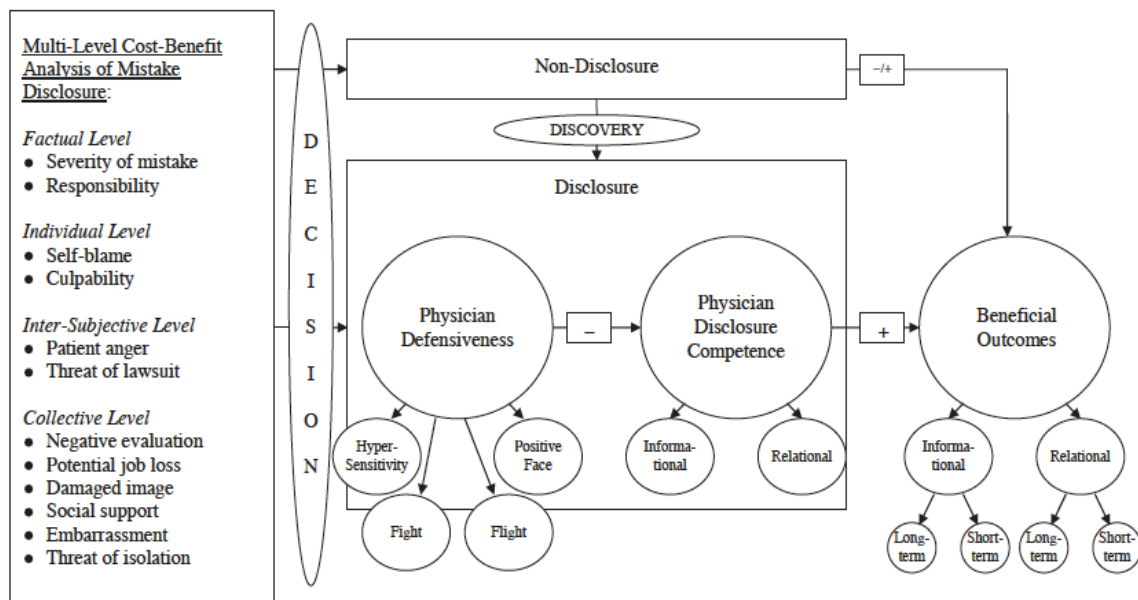 Multi-Level Cost-Benefit
Analysis of Mistake
Disclosure:
Factual Level
● Severity of mistake
● Responsibility
Individual Level
● Self-blame
● Culpability
Inter-Subjective Level
● Patient anger
● Threat of lawsuit
Collective Level
● Negative evaluation
● Potential job loss
● Damaged image
● Social support
● Embarrassment
● Threat of isolation
D
E
C
I
S
I
O
N
Non-Disclosure
–/+
DISCOVERY
Disclosure
Physician
Defensiveness
–
Physician
Disclosure
Competence
+
Beneficial
Outcomes
Hyper-
Sensitivity
Positive
Face
Fight
Flight
Informa-
tional
Relational
Informa-
tional
Relational
Long-
term
Short-
term
Long-
term
Short-
term